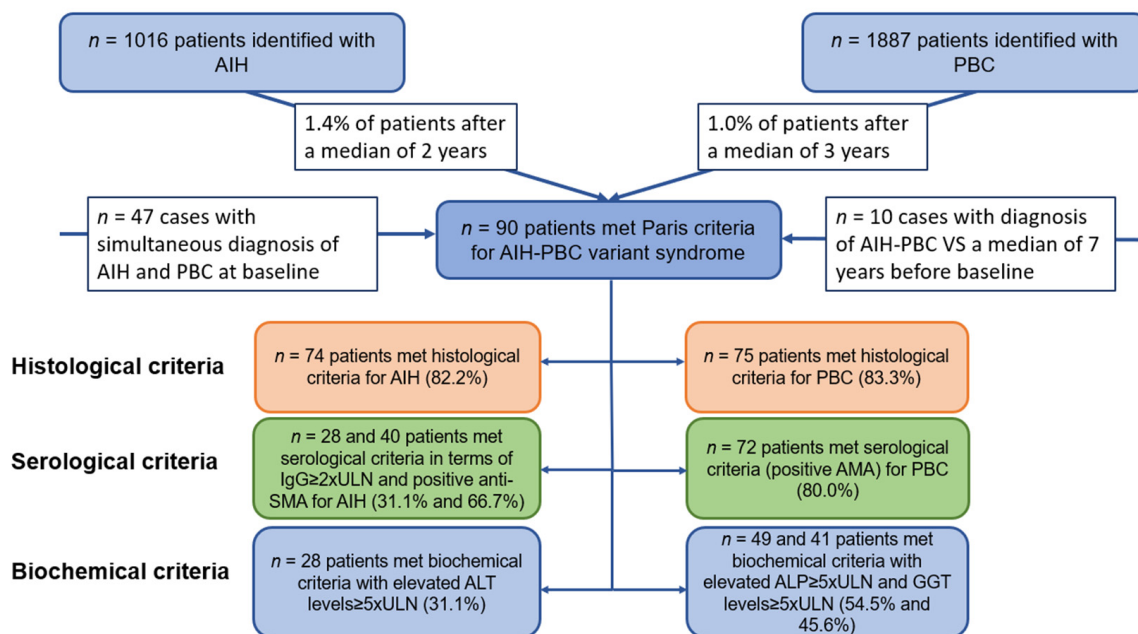 n = 1016 patients identified with
AIH
n = 1887 patients identified with
PBC
1.4% of patients after
a median of 2 years
1.0% of patients after
a median of 3 years
n = 47 cases with
simultaneous diagnosis of
AIH and PBC at baseline
n = 90 patients met Paris criteria
for AIH-PBC variant syndrome
n = 10 cases with diagnosis
of AIH-PBC VS a median of 7
years before baseline
Histological criteria
n = 74 patients met histological
criteria for AIH (82.2%)
n = 75 patients met histological
criteria for PBC (83.3%)
Serological criteria
n = 28 and 40 patients met
serological criteria in terms of
IgG≥2xULN and positive anti-
SMA for AIH (31.1% and 66.7%)
n = 72 patients met serological
criteria (positive AMA) for PBC
(80.0%)
Biochemical criteria
n = 28 patients met biochemical
criteria with elevated ALT
levels≥5xULN (31.1%)
n = 49 and 41 patients met
biochemical criteria with
elevated ALP≥5xULN and GGT
levels≥5xULN (54.5% and
45.6%)